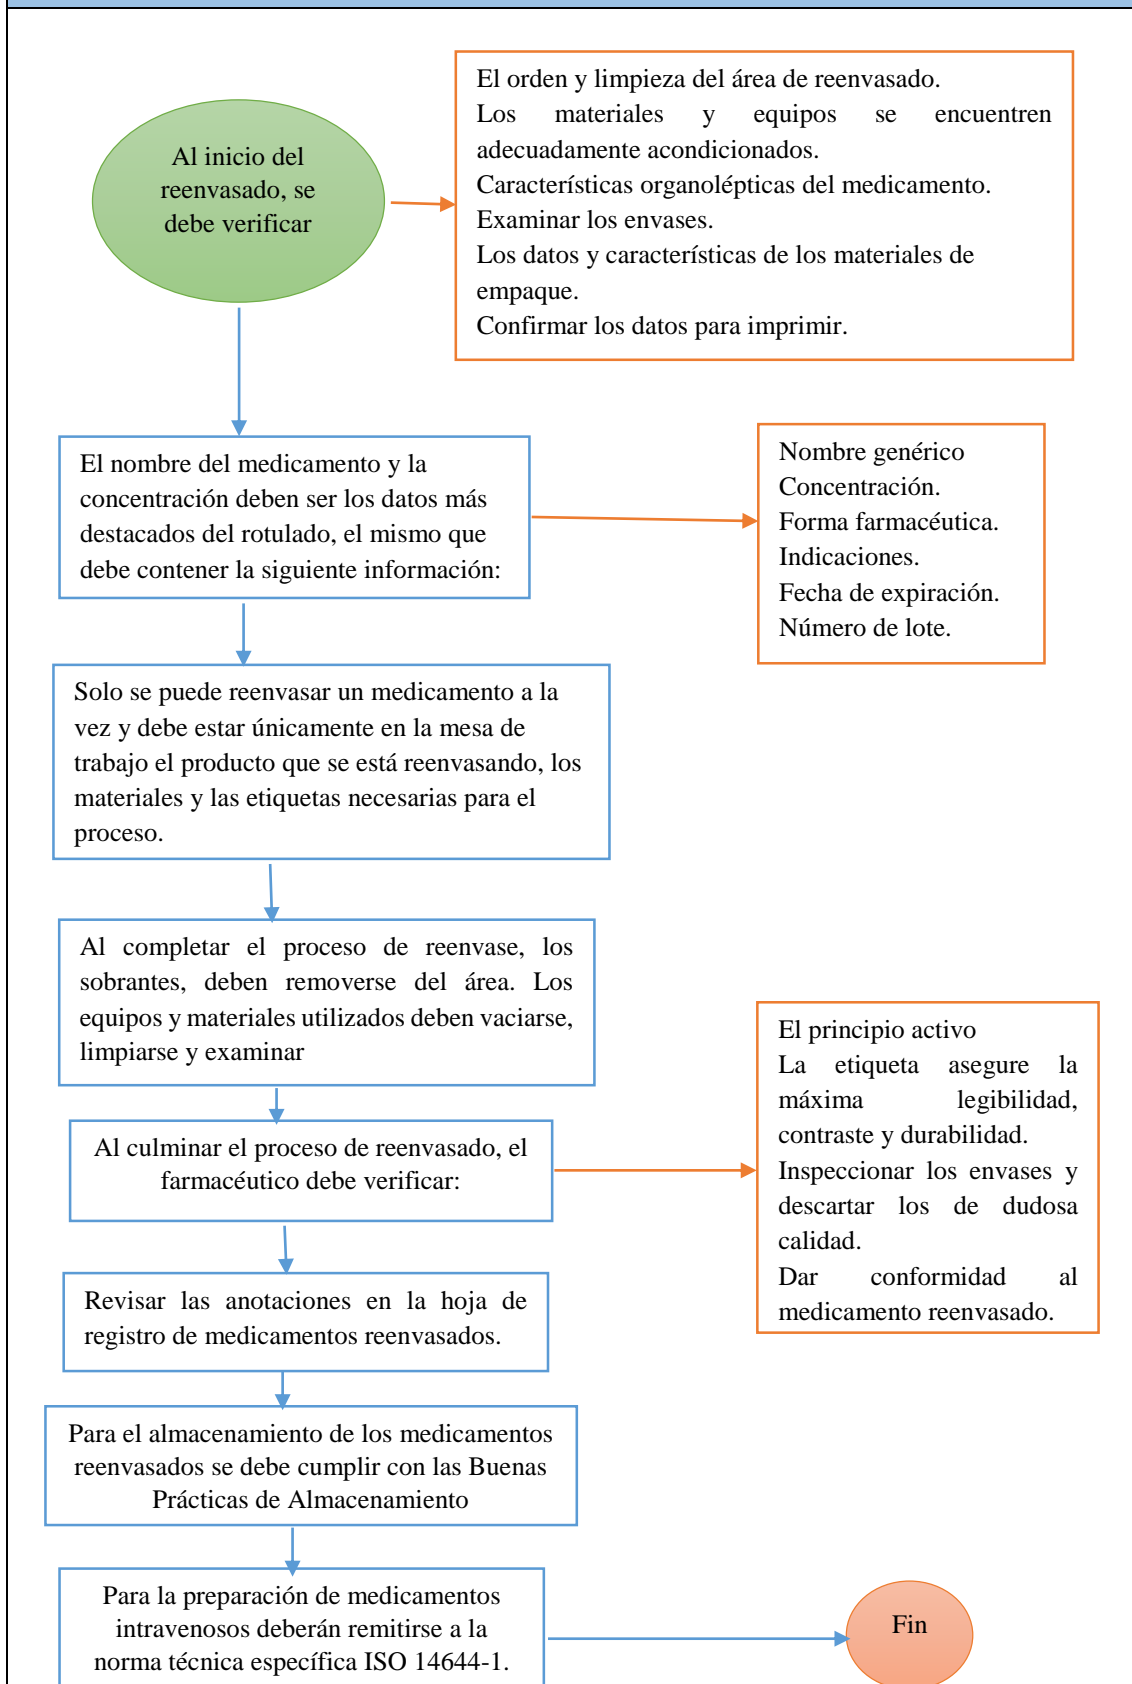 Al inicio del
reenvasado, se
debe verificar
El orden y limpieza del área de reenvasado.
Los materiales y equipos se encuentren
adecuadamente acondicionados.
Características organolépticas del medicamento.
Examinar los envases.
Los datos y características de los materiales de
empaque.
Confirmar los datos para imprimir.
El nombre del medicamento y la
concentración deben ser los datos más
destacados del rotulado, el mismo que
debe contener la siguiente información:
Nombre genérico
Concentración.
Forma farmacéutica.
Indicaciones.
Fecha de expiración.
Número de lote.
Solo se puede reenvasar un medicamento a la
vez y debe estar únicamente en la mesa de
trabajo el producto que se está reenvasando, los
materiales y las etiquetas necesarias para el
proceso.
Al completar el proceso de reenvase, los
sobrantes, deben removerse del área. Los
equipos y materiales utilizados deben vaciarse,
limpiarse y examinar
Al culminar el proceso de reenvasado, el
farmacéutico debe verificar:
El principio activo
La etiqueta asegure la
máxima legibilidad,
contraste y durabilidad.
Inspeccionar los envases y
descartar los de dudosa
calidad.
Dar conformidad al
medicamento reenvasado.
Revisar las anotaciones en la hoja de
registro de medicamentos reenvasados.
Para el almacenamiento de los medicamentos
reenvasados se debe cumplir con las Buenas
Prácticas de Almacenamiento
Para la preparación de medicamentos
intravenosos deberán remitirse a la
norma técnica específica ISO 14644-1.
Fin